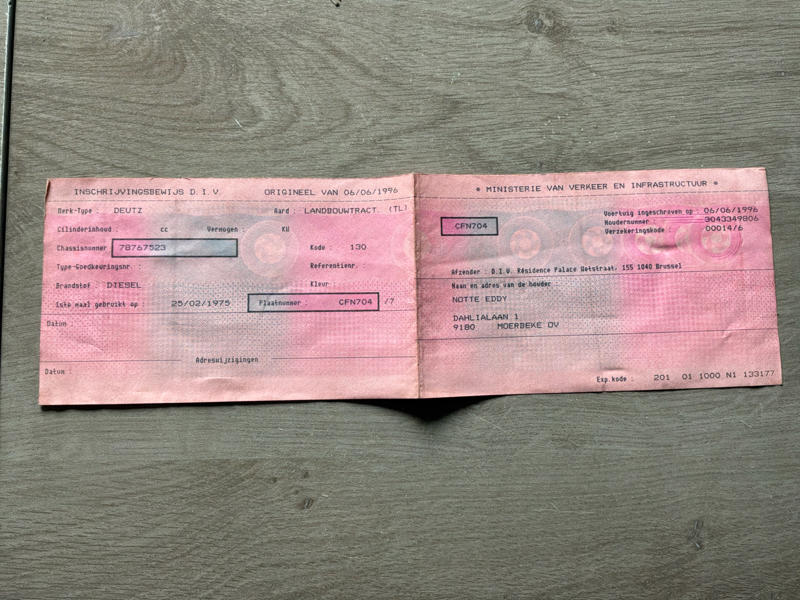 INSCHRIJVINGSBEWIJS D.I.V. ORIGINEEL VAN 06/06/1996
Merk-Type : DEUTZ Aard : LANDBOUWTRACT. (TL)
Cilinderinhoud : cc Vermogen : KW
Chassisnummer 78767523 Kode : 130
Type-Goedkeuringsnr. : Referentienr. :
Brandstof DIESEL Kleur :
1ste maal gebruikt op : 25/02/1975 Plaatnummer : CFN704 /7
Datum :
Adreswijzigingen
Datum :
* MINISTERIE VAN VERKEER EN INFRASTRUCTUUR *
CFN704
Voertuig ingeschreven op : 06/06/1996
Houdernummer : 3043349806
Verzekeringskode : 00014/6
Afzender : D.I.V. Résidence Palace Wetstraat, 155 1040 Brussel
Naam en adres van de houder
NOTTE EDDY
DAHLIALAAN 1
9180 MOERBEKE OV
Exp.kode : 201 01 1000 N1 133177